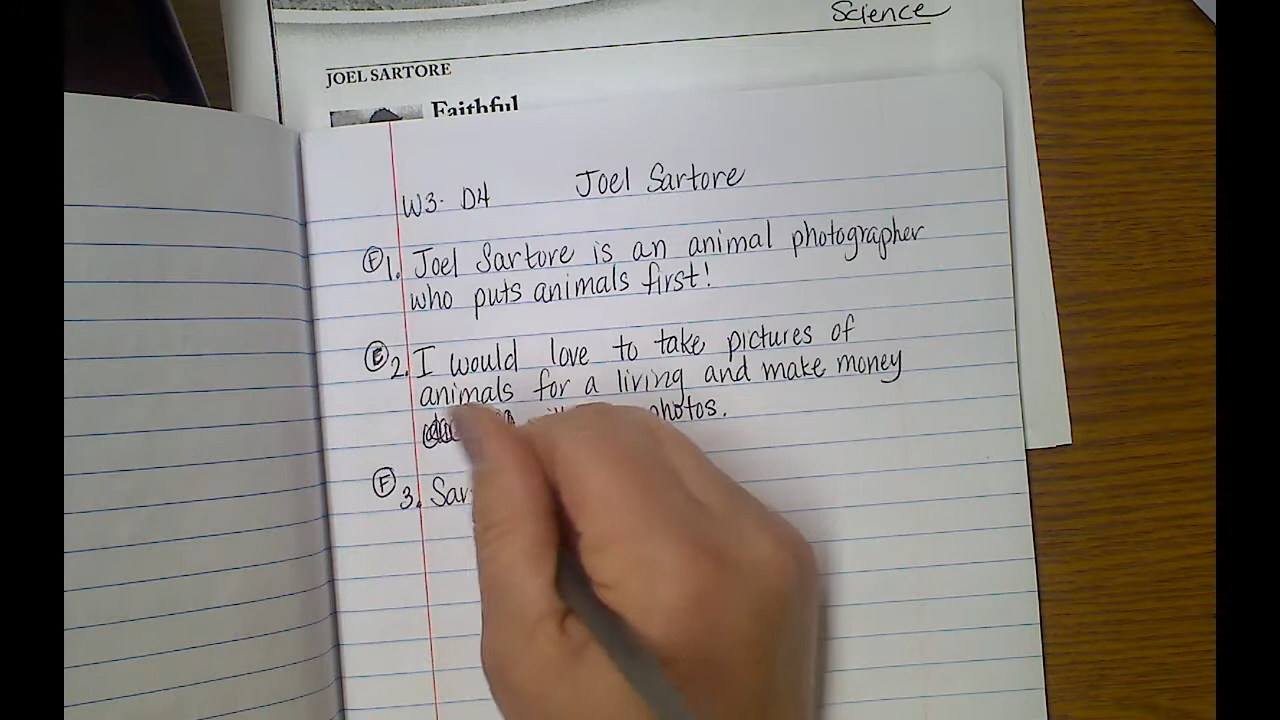 Science
JOEL SARTORE
Faithful
W3. D4 Joel Sartore
F 1. Joel Sartore is an animal photographer
who puts animals first!
E 2. I would love to take pictures of
animals for a living and make money
photos.
F 3. Sar